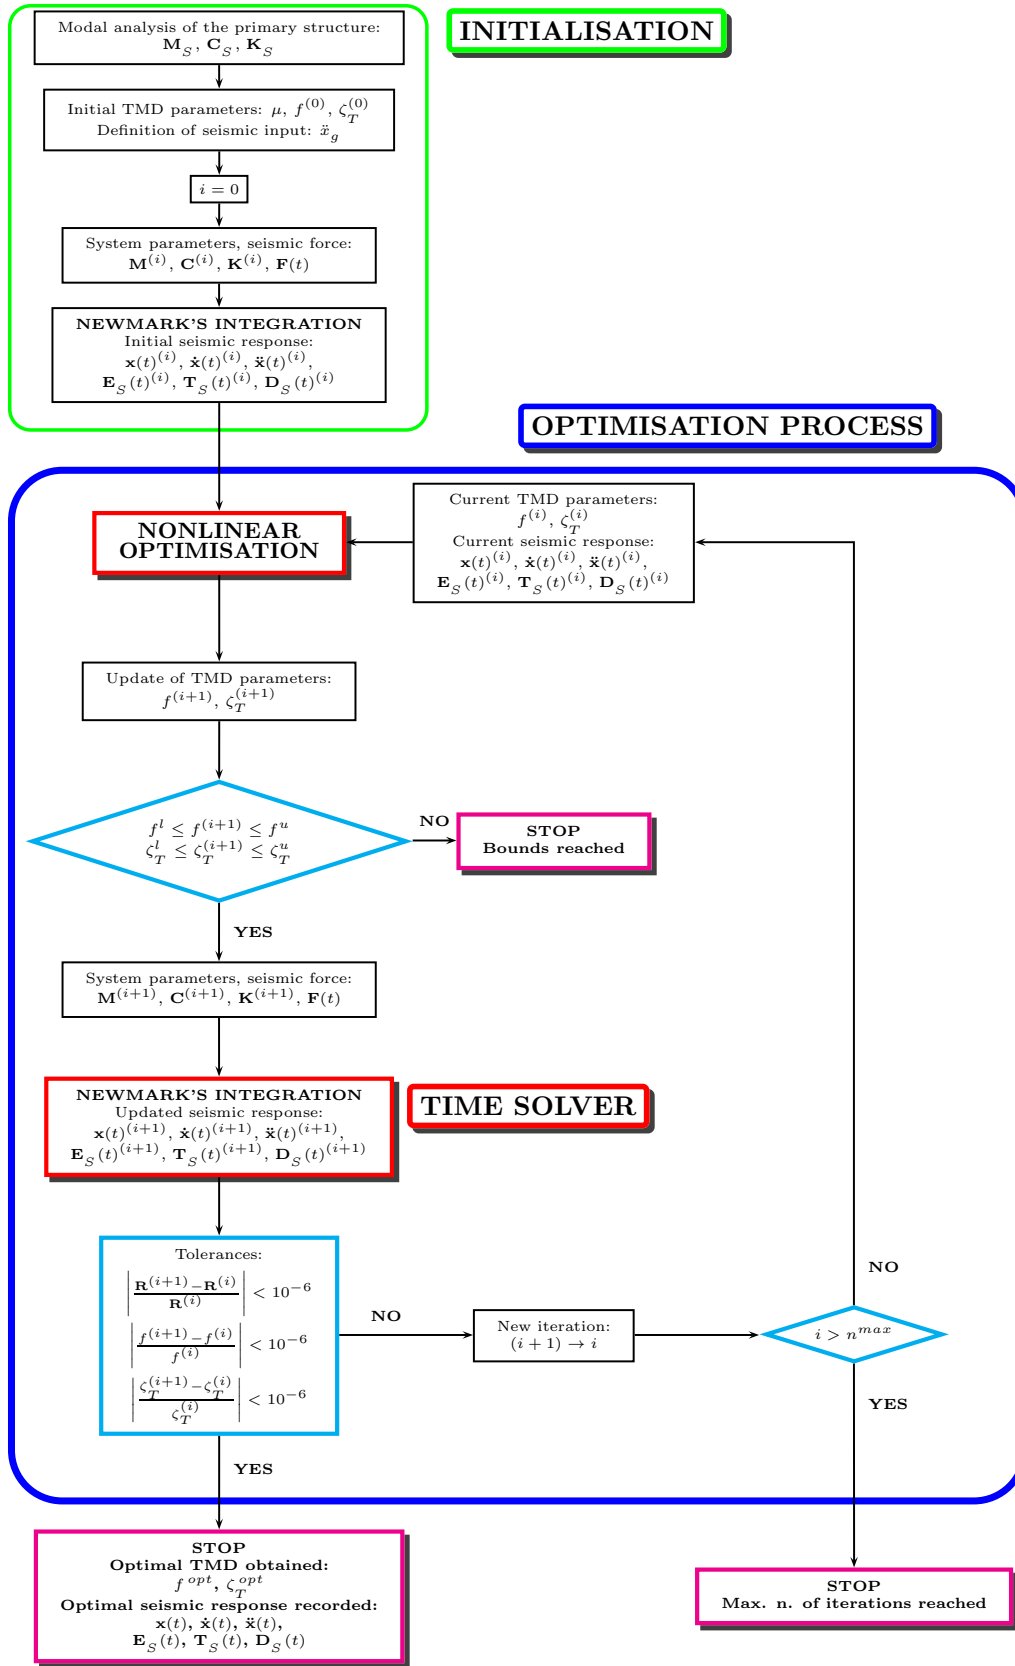 INITIALISATION
Modal analysis of the primary structure:
M_S, C_S, K_S
Initial TMD parameters: μ, f^(0), ζ_T^(0)
Definition of seismic input: ẍ_g
i = 0
System parameters, seismic force:
M^(i), C^(i), K^(i), F(t)
NEWMARK'S INTEGRATION
Initial seismic response:
x(t)^(i), ẋ(t)^(i), ẍ(t)^(i),
E_S(t)^(i), T_S(t)^(i), D_S(t)^(i)
OPTIMISATION PROCESS
NONLINEAR
OPTIMISATION
Current TMD parameters:
f^(i), ζ_T^(i)
Current seismic response:
x(t)^(i), ẋ(t)^(i), ẍ(t)^(i),
E_S(t)^(i), T_S(t)^(i), D_S(t)^(i)
Update of TMD parameters:
f^(i+1), ζ_T^(i+1)
f^l ≤ f^(i+1) ≤ f^u
ζ_T^l ≤ ζ_T^(i+1) ≤ ζ_T^u
NO
STOP
Bounds reached
YES
System parameters, seismic force:
M^(i+1), C^(i+1), K^(i+1), F(t)
NEWMARK'S INTEGRATION
Updated seismic response:
x(t)^(i+1), ẋ(t)^(i+1), ẍ(t)^(i+1),
E_S(t)^(i+1), T_S(t)^(i+1), D_S(t)^(i+1)
TIME SOLVER
Tolerances:
|(R^(i+1) − R^(i)) / R^(i)| < 10^−6
|(f^(i+1) − f^(i)) / f^(i)| < 10^−6
|(ζ_T^(i+1) − ζ_T^(i)) / ζ_T^(i)| < 10^−6
NO
New iteration:
(i + 1) → i
i > n^max
NO
YES
YES
STOP
Optimal TMD obtained:
f^opt, ζ_T^opt
Optimal seismic response recorded:
x(t), ẋ(t), ẍ(t),
E_S(t), T_S(t), D_S(t)
STOP
Max. n. of iterations reached